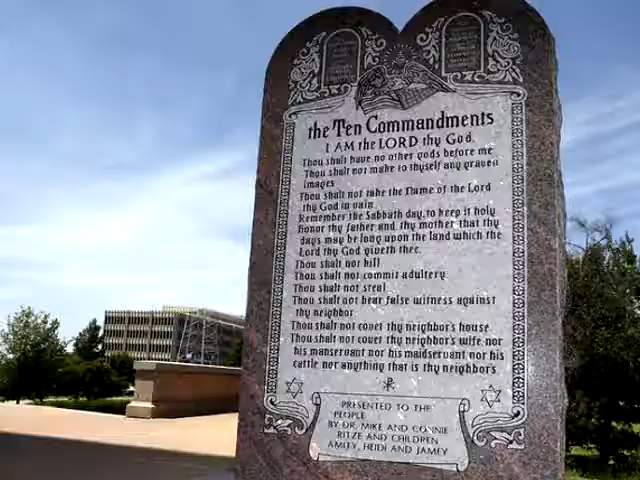 the Ten Commandments
I AM the LORD thy God.
Thou shalt have no other gods before me
Thou shalt not make to thyself any graven
images
Thou shalt not take the Name of the Lord
thy God in vain
Remember the Sabbath day, to keep it holy
Honor thy father and thy mother that thy
days may be long upon the land which the
Lord thy God giveth thee.
Thou shalt not kill
Thou shalt not commit adultery
Thou shalt not steal
Thou shalt not bear false witness against
thy neighbor
Thou shalt not covet thy neighbor's house
Thou shalt not covet thy neighbor's wife nor
his manservant nor his maidservant nor his
cattle nor anything that is thy neighbor's
PRESENTED TO THE
PEOPLE
BY DR. MIKE AND CONNIE
RITZE AND CHILDREN
AMITY, HEIDI AND JAMEY